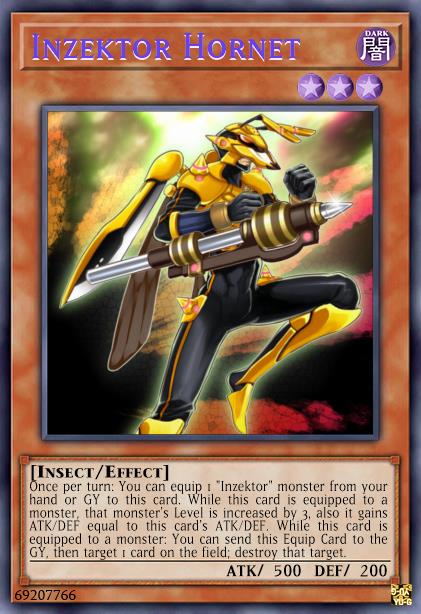 INZEKTOR HORNET
DARK
闇
[INSECT/EFFECT]
Once per turn: You can equip 1 "Inzektor" monster from your
hand or GY to this card. While this card is equipped to a
monster, that monster's Level is increased by 3, also it gains
ATK/DEF equal to this card's ATK/DEF. While this card is
equipped to a monster: You can send this Equip Card to the
GY, then target 1 card on the field; destroy that target.
ATK/ 500 DEF/ 200
69207766